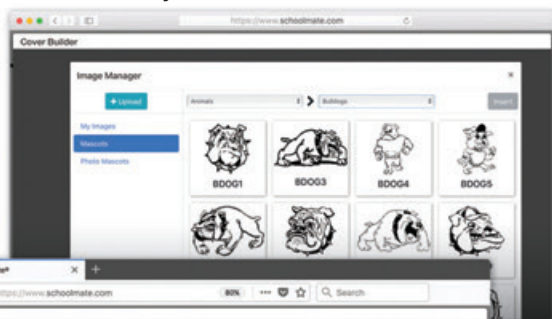 https://www.schoolmate.com
Cover Builder
Image Manager
×
+ Upload
Animals
Bulldogs
Insert
My Images
Mascots
Photo Mascots
BDOG1
BDOG3
BDOG4
BDOG5
× +
https://www.schoolmate.com
80%
Search